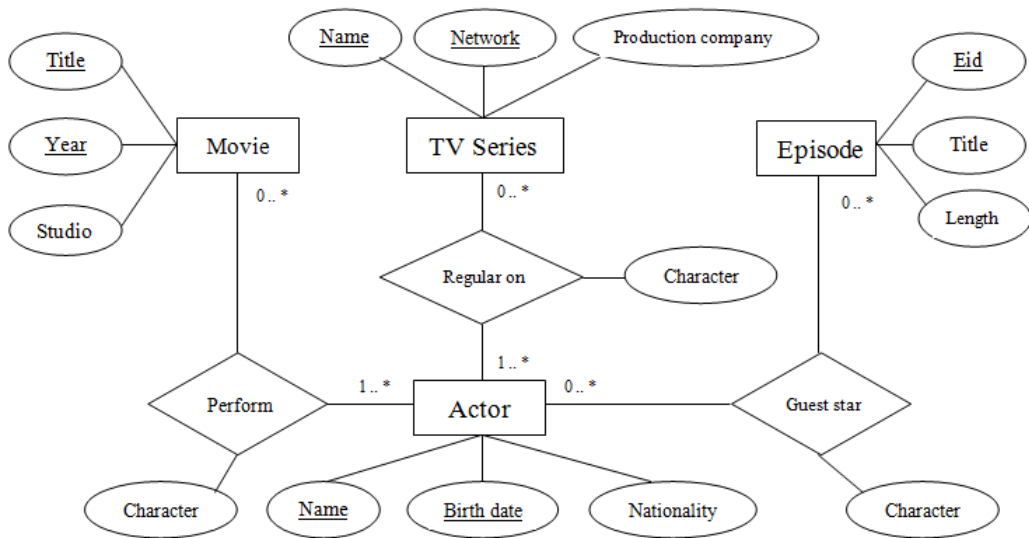 Name
Network
Production company
Title
Eid
Year
Movie
TV Series
Episode
Title
0.. *
0.. *
0.. *
Studio
Length
Regular on
Character
1.. *
1.. *
0.. *
Perform
Actor
Guest star
Character
Name
Birth date
Nationality
Character